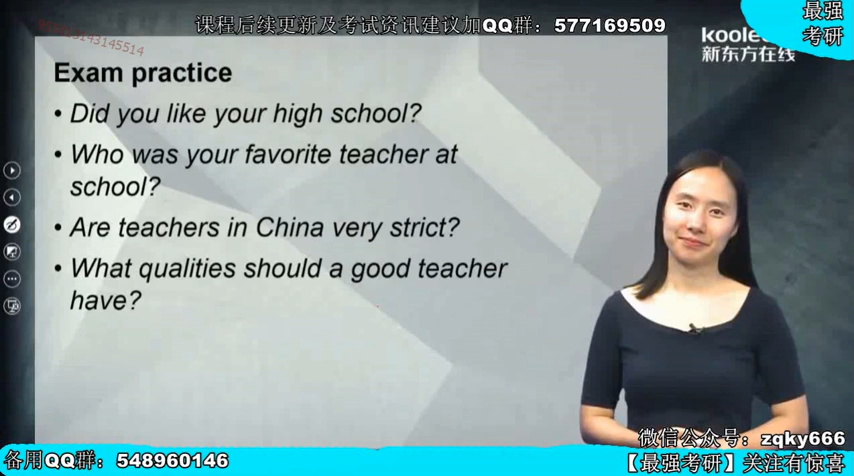 课程后续更新及考试资讯建议加QQ群：577169509
最强
考研
新东方在线
Exam practice
• Did you like your high school?
• Who was your favorite teacher at
school?
• Are teachers in China very strict?
• What qualities should a good teacher
have?
微信公众号：zqky666
备用QQ群：548960146
【最强考研】关注有惊喜